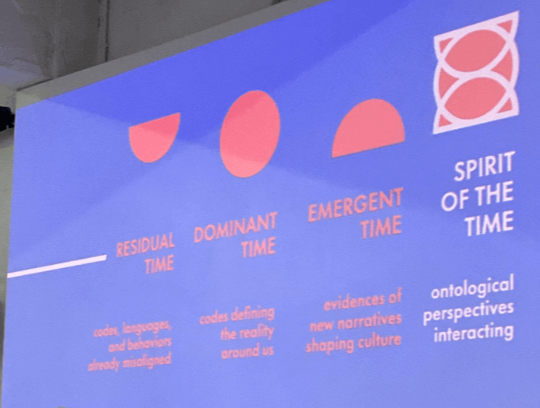 RESIDUAL
TIME
codes, languages,
and behaviors
already misaligned
DOMINANT
TIME
codes defining
the reality
around us
EMERGENT
TIME
evidences of
new narratives
shaping culture
SPIRIT
OF THE
TIME
ontological
perspectives
interacting